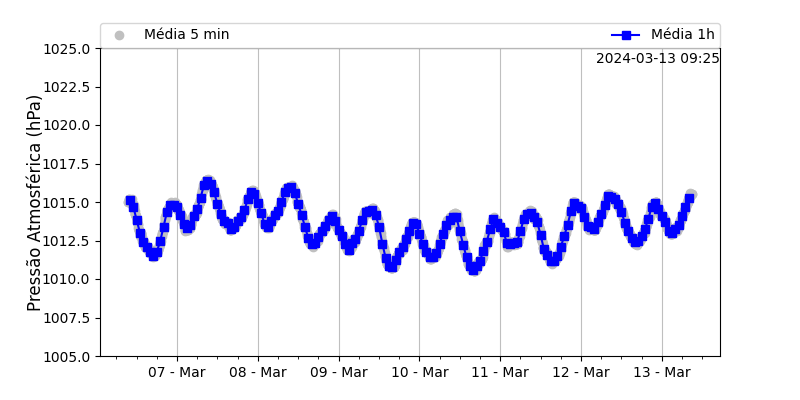 Média 5 min
Média 1h
2024-03-13 09:25
Pressão Atmosférica (hPa)
1025.0
1022.5
1020.0
1017.5
1015.0
1012.5
1010.0
1007.5
1005.0
07 - Mar
08 - Mar
09 - Mar
10 - Mar
11 - Mar
12 - Mar
13 - Mar